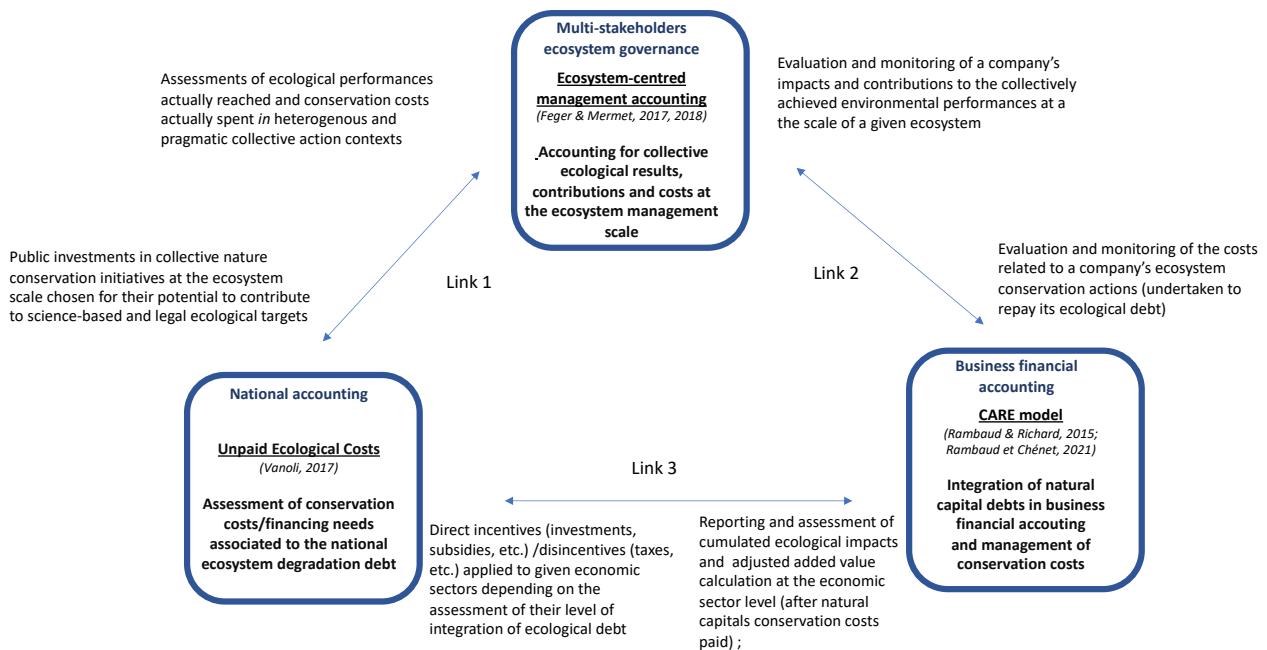 Multi-stakeholders
ecosystem governance
Ecosystem-centred
management accounting
(Feger & Mermet, 2017, 2018)
Accounting for collective
ecological results,
contributions and costs at
the ecosystem management
scale
Assessments of ecological performances
actually reached and conservation costs
actually spent in heterogenous and
pragmatic collective action contexts
Evaluation and monitoring of a company's
impacts and contributions to the collectively
achieved environmental performances at a
the scale of a given ecosystem
Public investments in collective nature
conservation initiatives at the ecosystem
scale chosen for their potential to contribute
to science-based and legal ecological targets
Link 1
Link 2
Evaluation and monitoring of the costs
related to a company's ecosystem
conservation actions (undertaken to
repay its ecological debt)
National accounting
Unpaid Ecological Costs
(Vanoli, 2017)
Assessment of conservation
costs/financing needs
associated to the national
ecosystem degradation debt
Link 3
Direct incentives (investments,
subsidies, etc.) /disincentives (taxes,
etc.) applied to given economic
sectors depending on the
assessment of their level of
integration of ecological debt
Reporting and assessment of
cumulated ecological impacts
and adjusted added value
calculation at the economic
sector level (after natural
capitals conservation costs
paid) ;
Business financial
accounting
CARE model
(Rambaud & Richard, 2015;
Rambaud et Chénet, 2021)
Integration of natural
capital debts in business
financial accouting
and management of
conservation costs